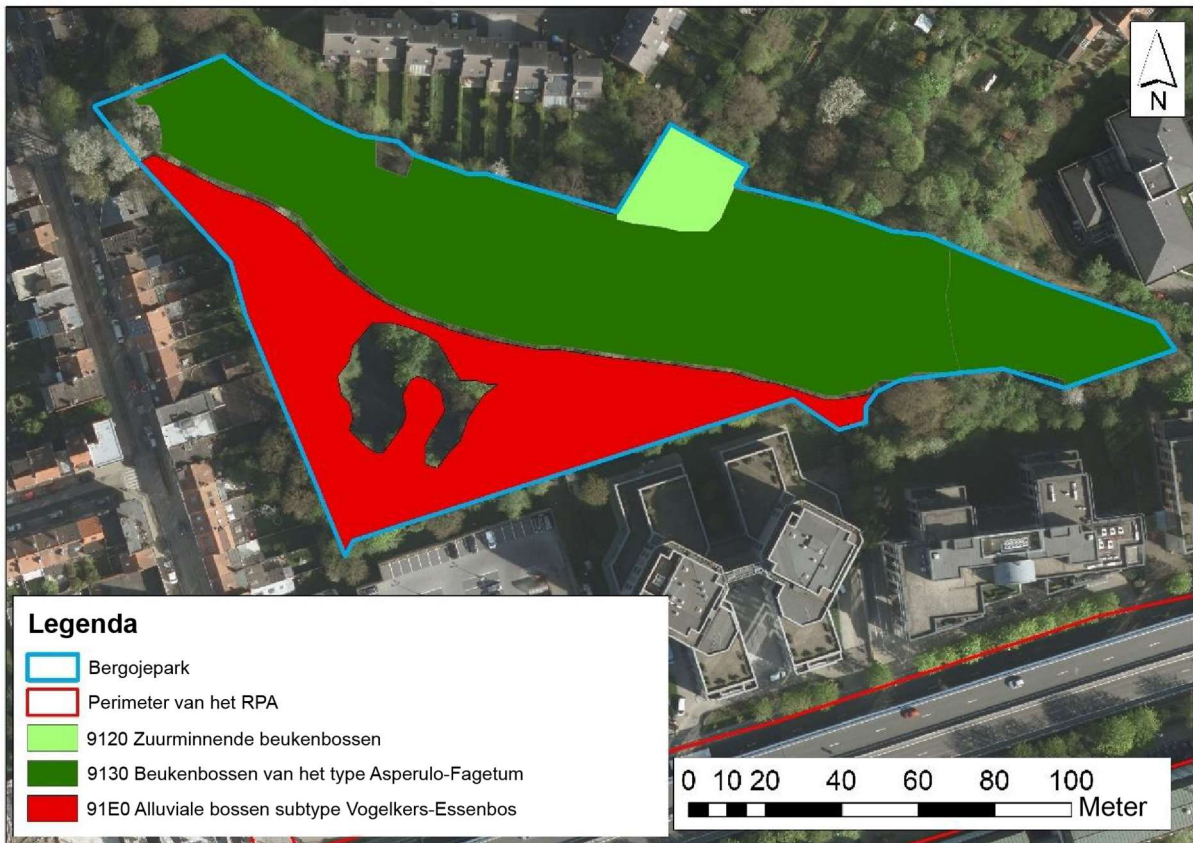 N
Legenda
Bergojepark
Perimeter van het RPA
9120 Zuurminnende beukenbossen
9130 Beukenbossen van het type Asperulo-Fagetum
91E0 Alluviale bossen subtype Vogelkers-Essenbos
0 10 20 40 60 80 100
Meter